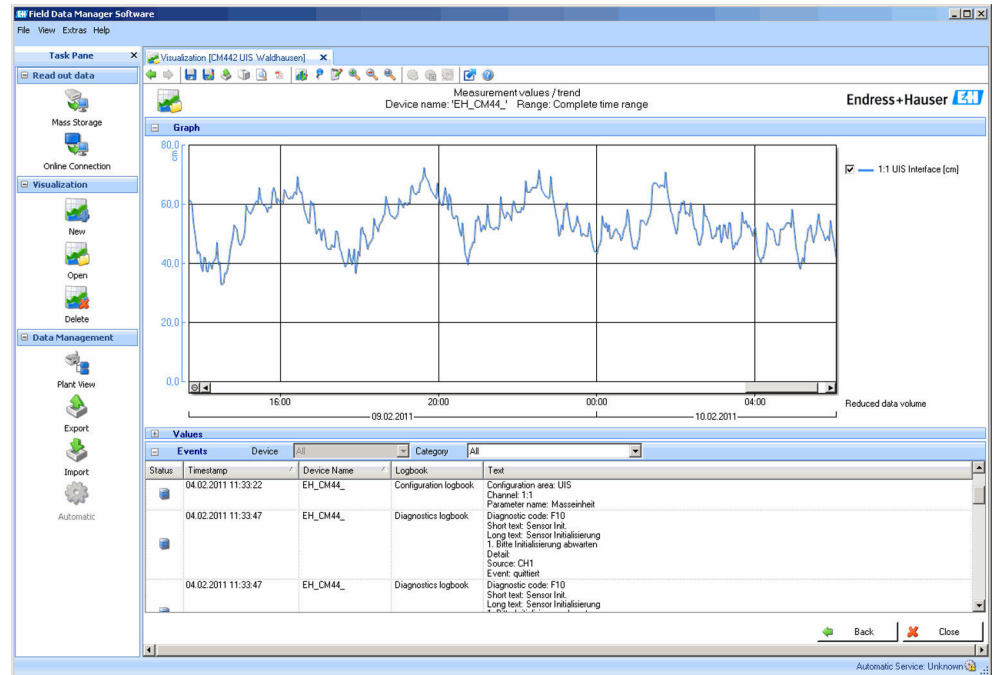 Field Data Manager Software
File View Extras Help
Task Pane
Visualization [CM442 UIS Waldhausen]
Read out data
Mass Storage
Online Connection
Visualization
New
Open
Delete
Data Management
Plant View
Export
Import
Automatic
Measurement values / trend
Device name: 'EH_CM44_' Range: Complete time range
Endress+Hauser EH
Graph
80,0
cm
60,0
40,0
20,0
0,0
1:1 UIS Interface [cm]
16:00 20:00 00:00 04:00
09.02.2011 10.02.2011
Reduced data volume
Values
Events Device All Category All
Status Timestamp Device Name Logbook Text
04.02.2011 11:33:22 EH_CM44_ Configuration logbook Configuration area: UIS
Channel: 1:1
Parameter name: Masseinheit
04.02.2011 11:33:47 EH_CM44_ Diagnostics logbook Diagnostic code: F10
Short text: Sensor Init.
Long text: Sensor Initialisierung
1. Bitte Initialisierung abwarten
Detail:
Source: CH1
Event: quittiert
04.02.2011 11:33:47 EH_CM44_ Diagnostics logbook Diagnostic code: F10
Short text: Sensor Init.
Long text: Sensor Initialisierung
Back Close
Automatic Service: Unknown